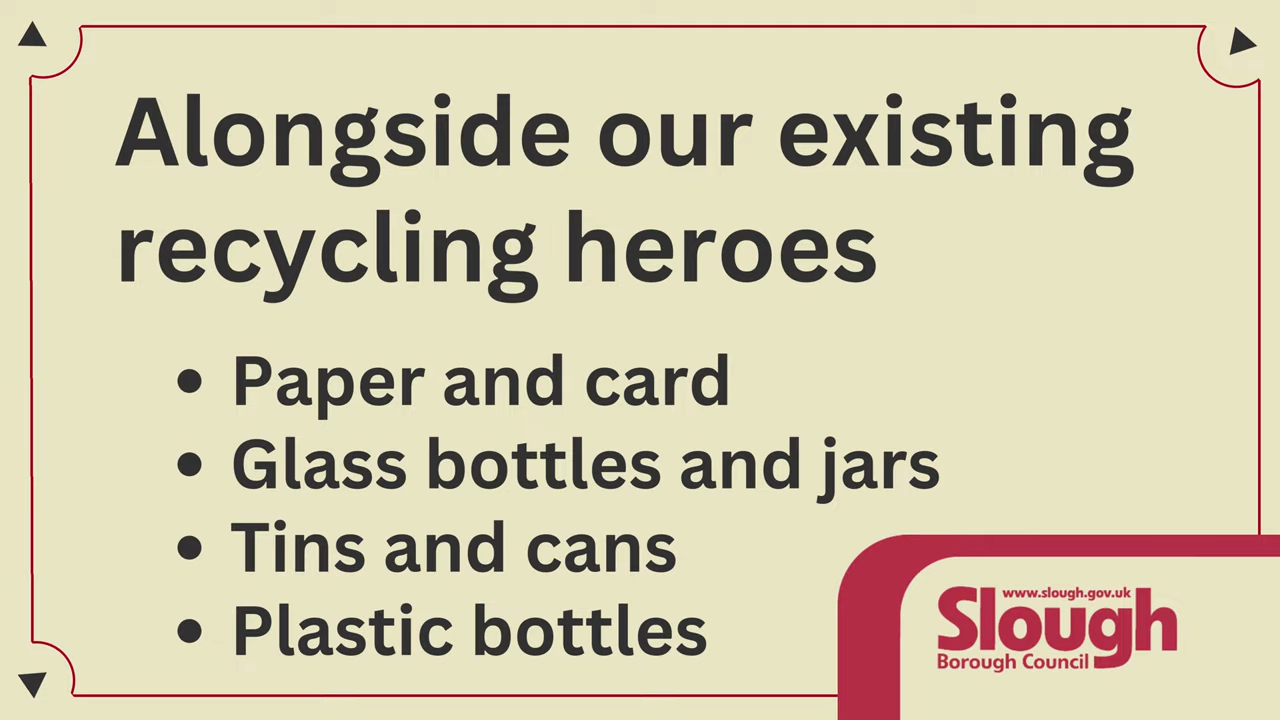 Alongside our existing
recycling heroes
• Paper and card
• Glass bottles and jars
• Tins and cans
• Plastic bottles
www.slough.gov.uk
Slough
Borough Council